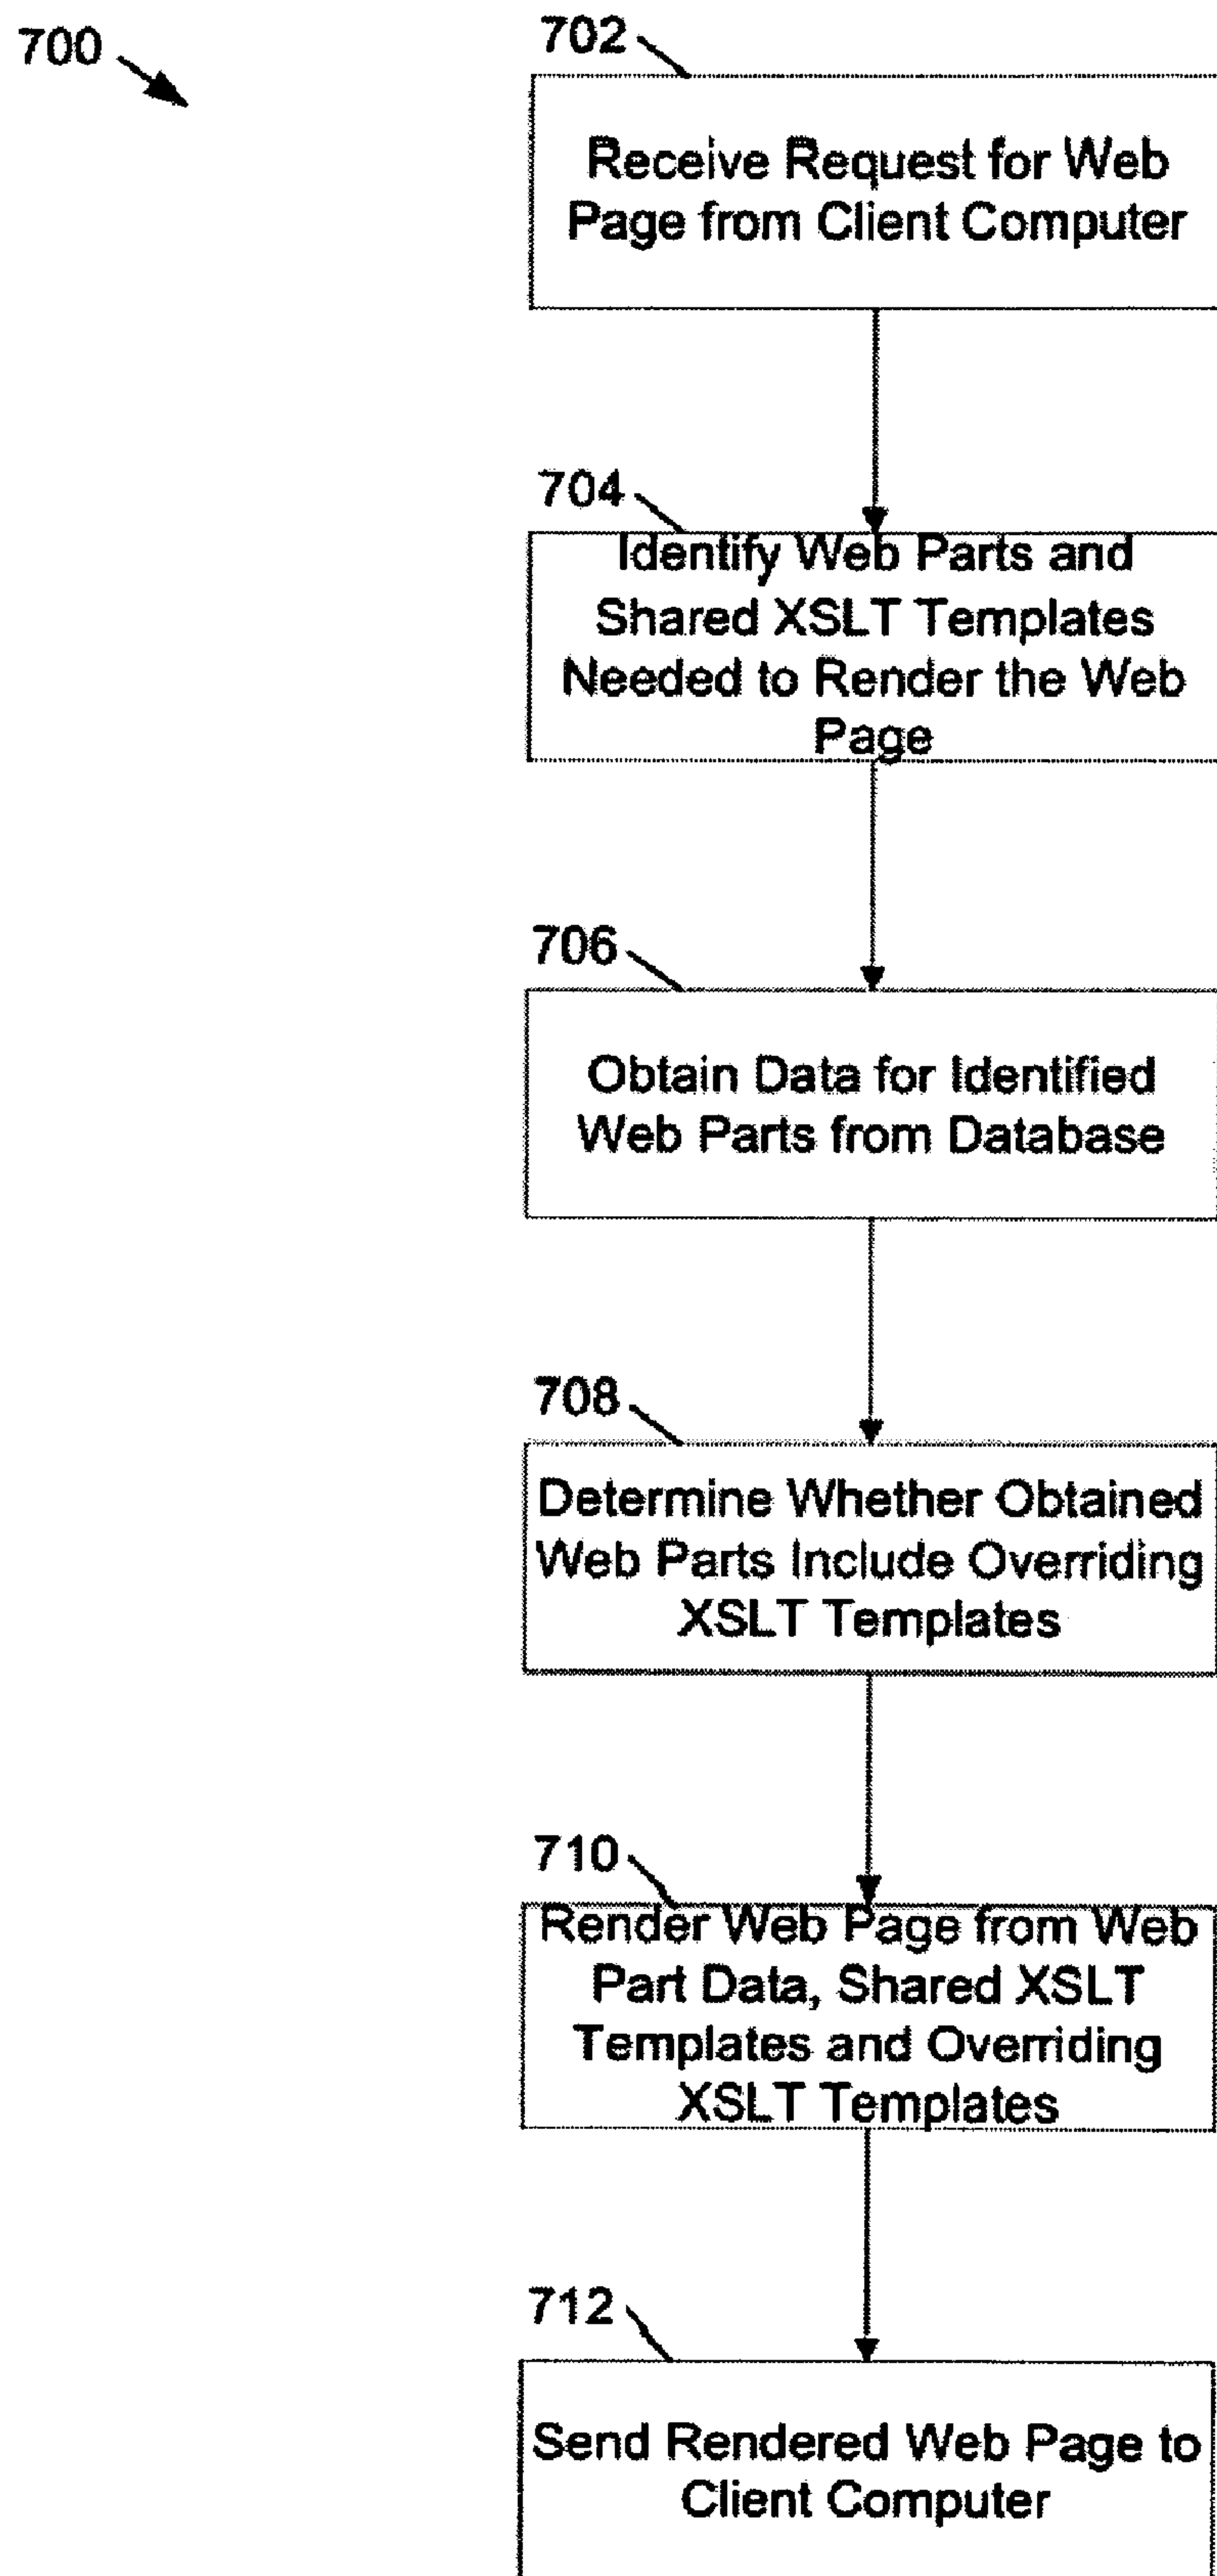 700
702
Receive Request for Web
Page from Client Computer
704
Identify Web Parts and
Shared XSLT Templates
Needed to Render the Web
Page
706
Obtain Data for Identified
Web Parts from Database
708
Determine Whether Obtained
Web Parts Include Overriding
XSLT Templates
710
Render Web Page from Web
Part Data, Shared XSLT
Templates and Overriding
XSLT Templates
712
Send Rendered Web Page to
Client Computer